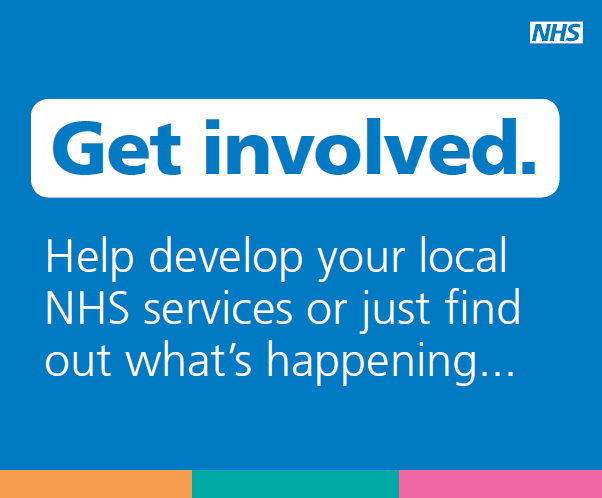 NHS
Get involved.
Help develop your local
NHS services or just find
out what’s happening...